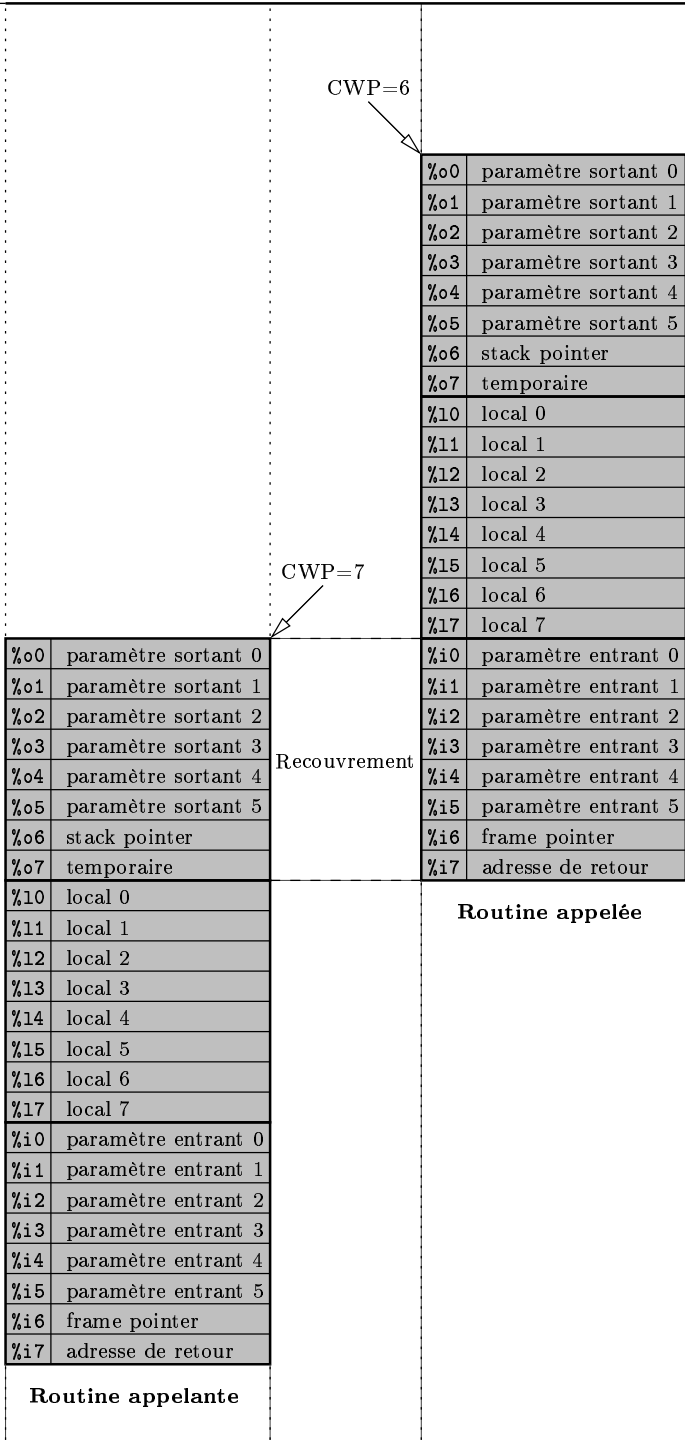 CWP=6
%o0 paramètre sortant 0
%o1 paramètre sortant 1
%o2 paramètre sortant 2
%o3 paramètre sortant 3
%o4 paramètre sortant 4
%o5 paramètre sortant 5
%o6 stack pointer
%o7 temporaire
%l0 local 0
%l1 local 1
%l2 local 2
%l3 local 3
%l4 local 4
%l5 local 5
%l6 local 6
%l7 local 7
%i0 paramètre entrant 0
%i1 paramètre entrant 1
%i2 paramètre entrant 2
%i3 paramètre entrant 3
%i4 paramètre entrant 4
%i5 paramètre entrant 5
%i6 frame pointer
%i7 adresse de retour
Routine appelée
CWP=7
Recouvrement
%o0 paramètre sortant 0
%o1 paramètre sortant 1
%o2 paramètre sortant 2
%o3 paramètre sortant 3
%o4 paramètre sortant 4
%o5 paramètre sortant 5
%o6 stack pointer
%o7 temporaire
%l0 local 0
%l1 local 1
%l2 local 2
%l3 local 3
%l4 local 4
%l5 local 5
%l6 local 6
%l7 local 7
%i0 paramètre entrant 0
%i1 paramètre entrant 1
%i2 paramètre entrant 2
%i3 paramètre entrant 3
%i4 paramètre entrant 4
%i5 paramètre entrant 5
%i6 frame pointer
%i7 adresse de retour
Routine appelante